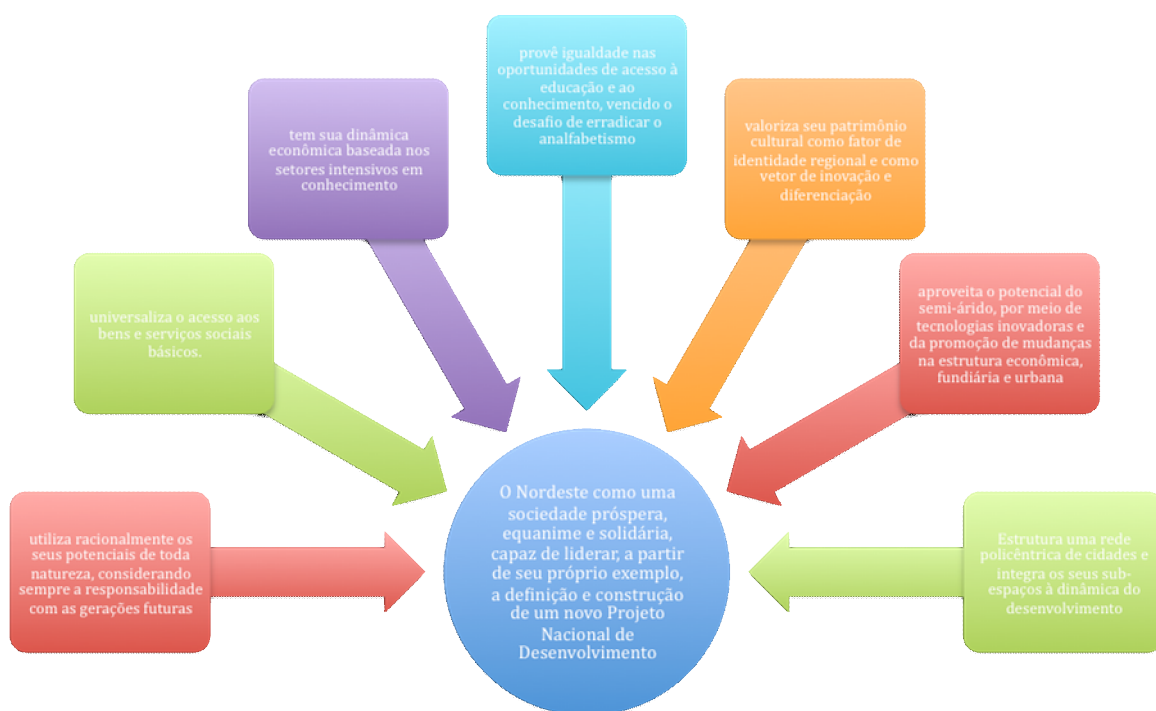 provê igualdade nas
oportunidades de acesso à
educação e ao
conhecimento, vencido o
desafio de erradicar o
analfabetismo
tem sua dinâmica
econômica baseada nos
setores intensivos em
conhecimento
valoriza seu patrimônio
cultural como fator de
identidade regional e como
vetor de inovação e
diferenciação
universaliza o acesso aos
bens e serviços sociais
básicos.
aproveita o potencial do
semi-árido, por meio de
tecnologias inovadoras e
da promoção de mudanças
na estrutura econômica,
fundiária e urbana
utiliza racionalmente os
seus potenciais de toda
natureza, considerando
sempre a responsabilidade
com as gerações futuras
O Nordeste como uma
sociedade próspera,
equanime e solidária,
capaz de liderar, a partir
de seu próprio exemplo,
a definição e construção
de um novo Projeto
Nacional de
Desenvolvimento
Estrutura uma rede
policêntrica de cidades e
integra os seus sub-
espaços à dinâmica do
desenvolvimento